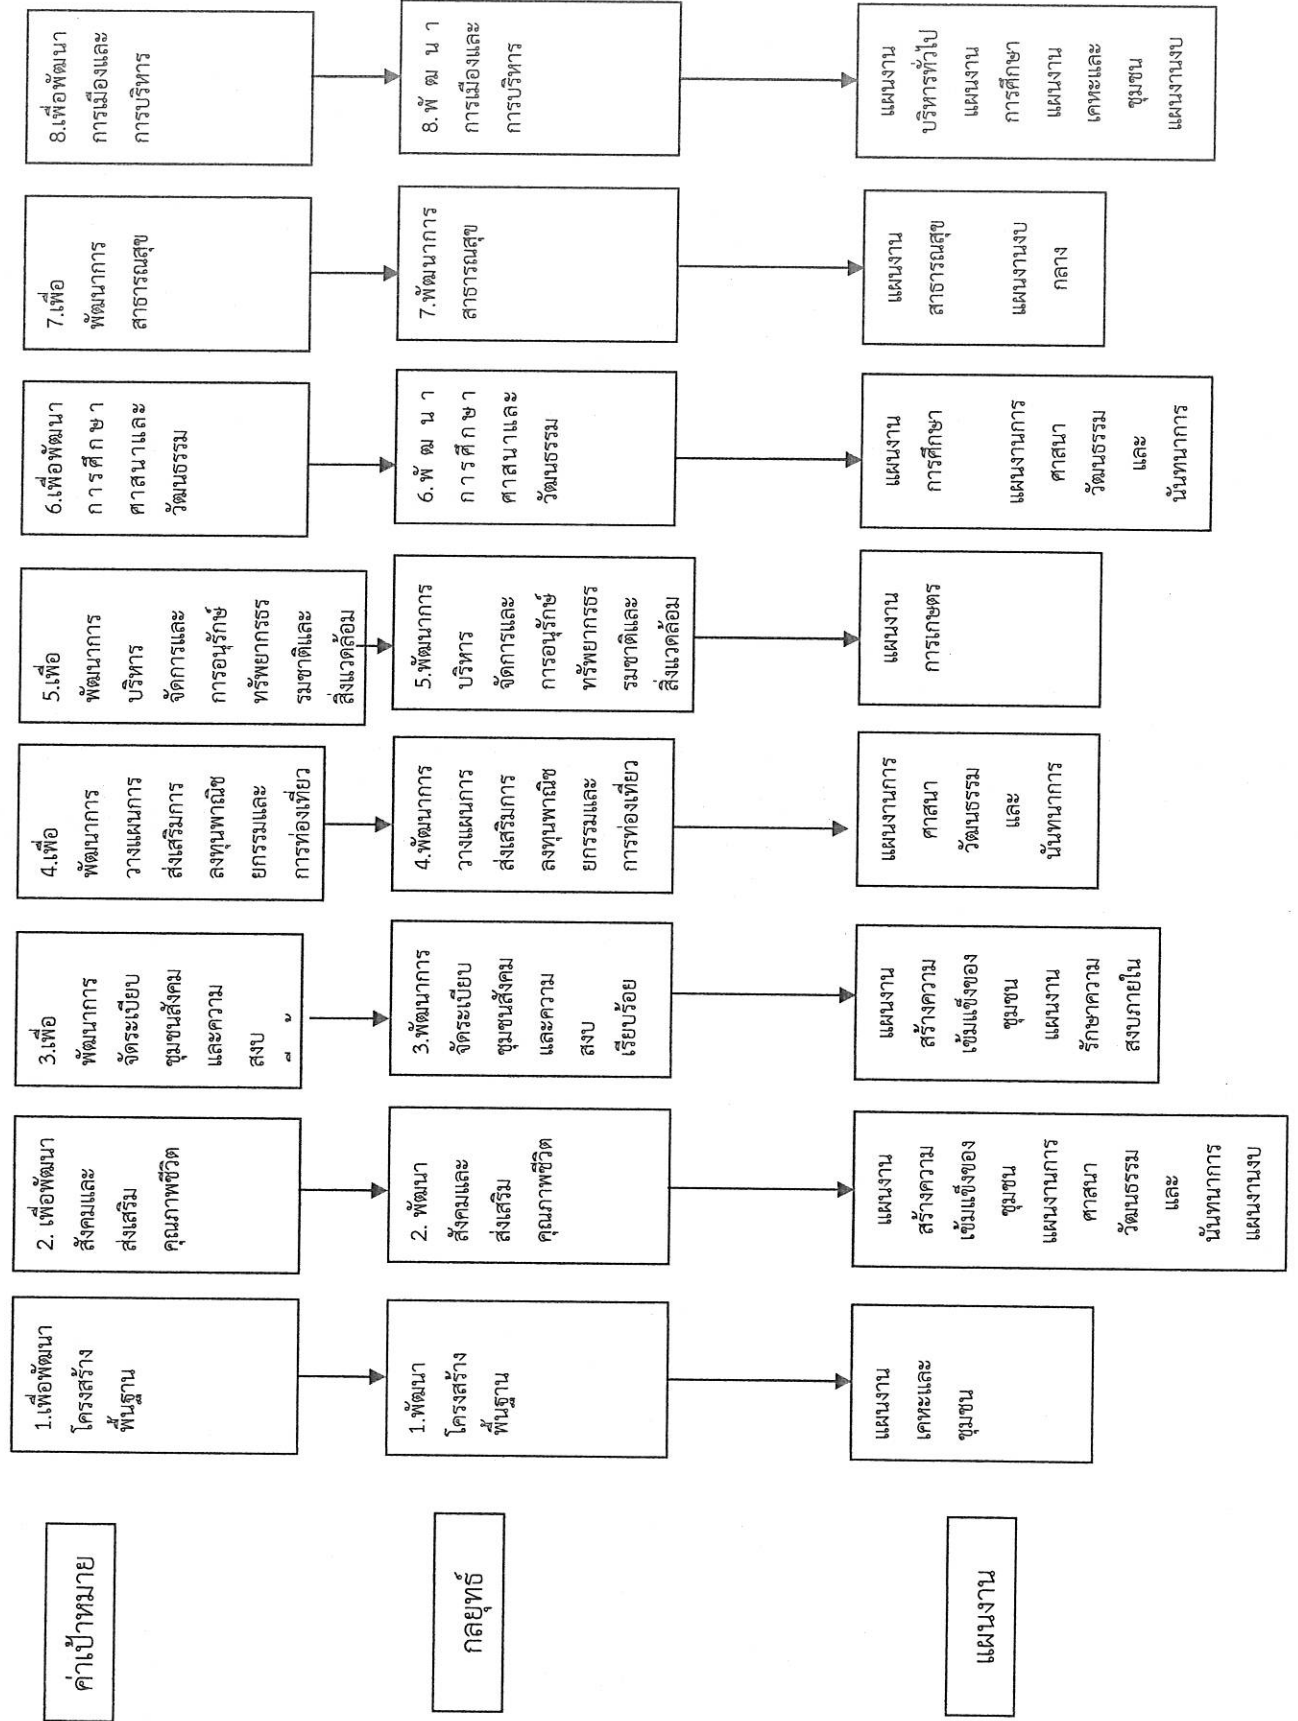 ค่าเป้าหมาย
1.เพื่อพัฒนา
โครงสร้าง
พื้นฐาน
2. เพื่อพัฒนา
สังคมและ
ส่งเสริม
คุณภาพชีวิต
3.เพื่อ
พัฒนาการ
จัดระเบียบ
ชุมชนสังคม
และความ
สงบ
4.เพื่อ
พัฒนาการ
วางแผนการ
ส่งเสริมการ
ลงทุนพาณิช
ยกรรมและ
การท่องเที่ยว
5.เพื่อ
พัฒนาการ
บริหาร
จัดการและ
การอนุรักษ์
ทรัพยากรธร
รมชาติและ
สิ่งแวดล้อม
6.เพื่อพัฒนา
ก า ร ศึ ก ษ า
ศาสนาและ
วัฒนธรรม
7.เพื่อ
พัฒนาการ
สาธารณสุข
8.เพื่อพัฒนา
การเมืองและ
การบริหาร
กลยุทธ์
1.พัฒนา
โครงสร้าง
พื้นฐาน
2. พัฒนา
สังคมและ
ส่งเสริม
คุณภาพชีวิต
3.พัฒนาการ
จัดระเบียบ
ชุมชนสังคม
และความ
สงบ
เรียบร้อย
4.พัฒนาการ
วางแผนการ
ส่งเสริมการ
ลงทุนพาณิช
ยกรรมและ
การท่องเที่ยว
5.พัฒนาการ
บริหาร
จัดการและ
การอนุรักษ์
ทรัพยากรธร
รมชาติและ
สิ่งแวดล้อม
6. พั ฒ น า
ก า ร ศึ ก ษ า
ศาสนาและ
วัฒนธรรม
7.พัฒนาการ
สาธารณสุข
8. พั ฒ น า
การเมืองและ
การบริหาร
แผนงาน
แผนงาน
เคหะและ
ชุมชน
แผนงาน
สร้างความ
เข้มแข็งของ
ชุมชน
แผนงานการ
ศาสนา
วัฒนธรรม
และ
นันทนาการ
แผนงานงบ
แผนงาน
สร้างความ
เข้มแข็งของ
ชุมชน
แผนงาน
รักษาความ
สงบภายใน
แผนงานการ
ศาสนา
วัฒนธรรม
และ
นันทนาการ
แผนงาน
การเกษตร
แผนงาน
การศึกษา
แผนงานการ
ศาสนา
วัฒนธรรม
และ
นันทนาการ
แผนงาน
สาธารณสุข
แผนงานงบ
กลาง
แผนงาน
บริหารทั่วไป
แผนงาน
การศึกษา
แผนงาน
เคหะและ
ชุมชน
แผนงานงบ